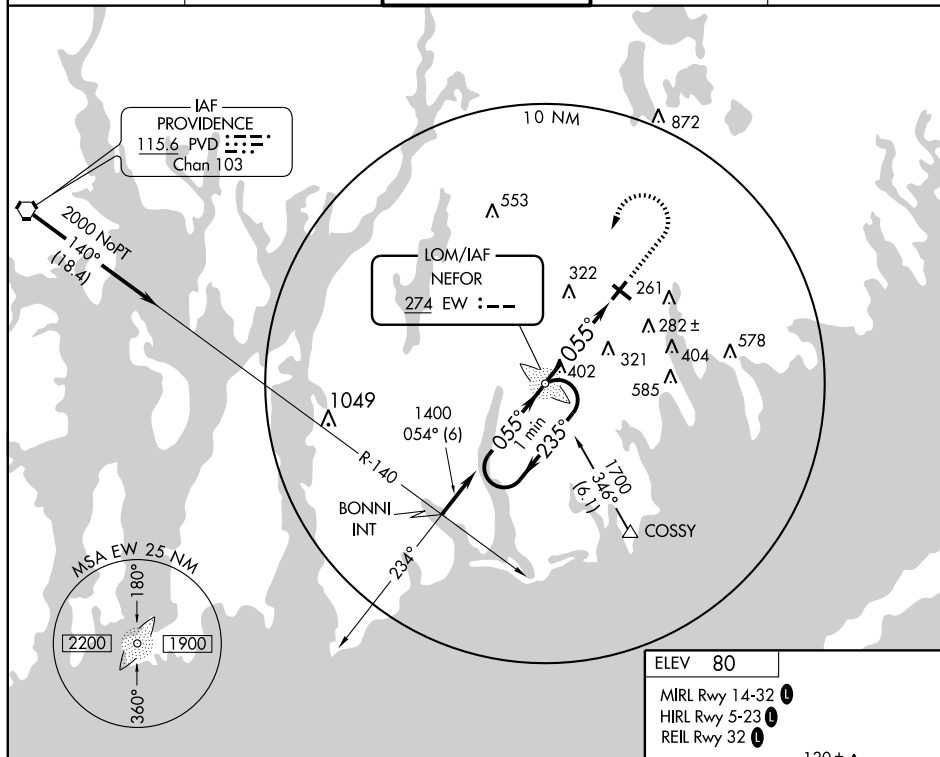 IAF
PROVIDENCE
115.6 PVD
Chan 103
10 NM
872
2000 NoPT
140°
(18.4)
553
LOM/IAF
NEFOR
274 EW
322
261
055°
282 ±
321
404
578
402
585
1049
1400
054° (6)
055°
1 min
235°
R-140
1700
346°
(6.1)
BONNI
INT
COSSY
234°
MSA EW 25 NM
180°
2200
1900
360°
ELEV 80
MIRL Rwy 14-32 L
HIRL Rwy 5-23 L
REIL Rwy 32 L